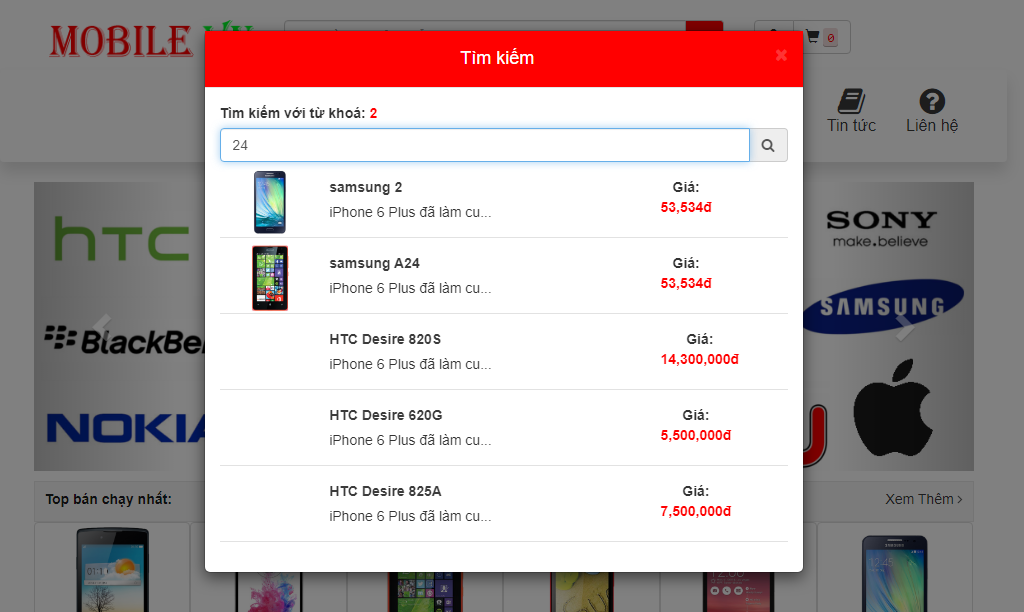 MOBILE VN
0
Tìm kiếm
×
Tìm kiếm với từ khoá: 2
24
samsung 2
Giá:
iPhone 6 Plus đã làm cu...
53,534đ
samsung A24
Giá:
iPhone 6 Plus đã làm cu...
53,534đ
HTC Desire 820S
Giá:
iPhone 6 Plus đã làm cu...
14,300,000đ
HTC Desire 620G
Giá:
iPhone 6 Plus đã làm cu...
5,500,000đ
HTC Desire 825A
Giá:
iPhone 6 Plus đã làm cu...
7,500,000đ
Tin tức
Liên hệ
hTC
BlackBer
NOKIA
SONY
make.believe
SAMSUNG
U
Top bán chạy nhất:
Xem Thêm
SAMSUNG